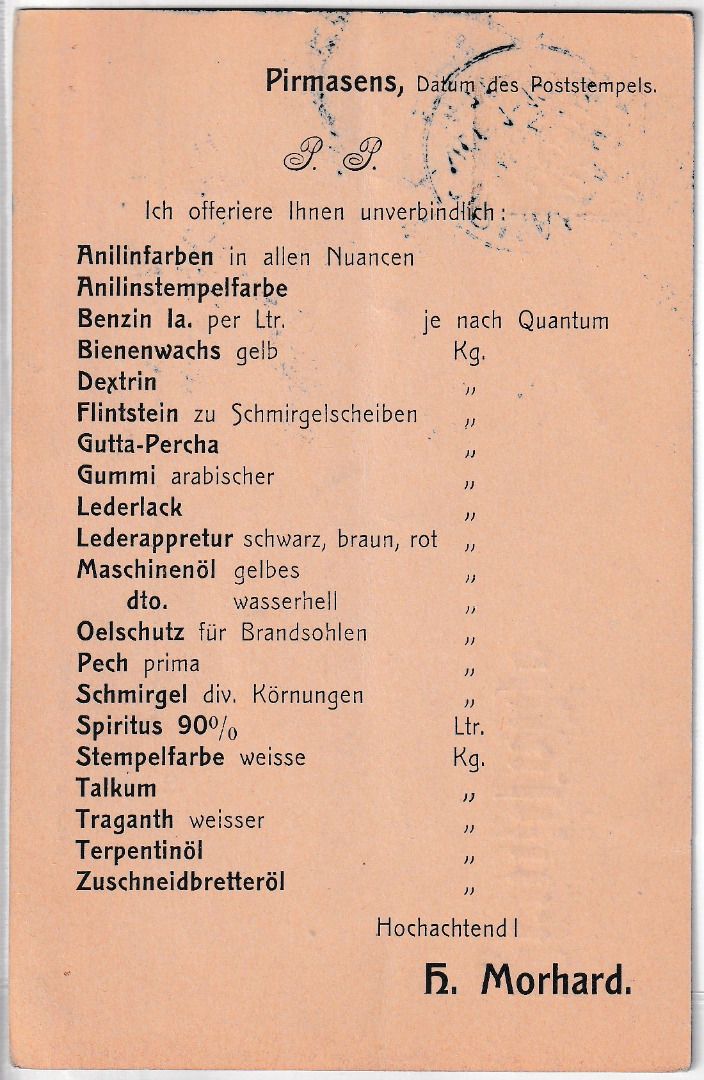 Pirmasens, Datum des Poststempels.
P. P.
Ich offeriere Ihnen unverbindlich:
Anilinfarben in allen Nuancen
Anilinstempelfarbe
Benzin Ia. per Ltr. je nach Quantum
Bienenwachs gelb Kg.
Dextrin „
Flintstein zu Schmirgelscheiben „
Gutta-Percha „
Gummi arabischer „
Lederlack „
Lederappretur schwarz, braun, rot „
Maschinenöl gelbes „
dto. wasserhell „
Oelschutz für Brandsohlen „
Pech prima „
Schmirgel div. Körnungen „
Spiritus 90% Ltr.
Stempelfarbe weisse Kg.
Talkum „
Traganth weisser „
Terpentinöl „
Zuschneidbretteröl „
Hochachtend!
H. Morhard.